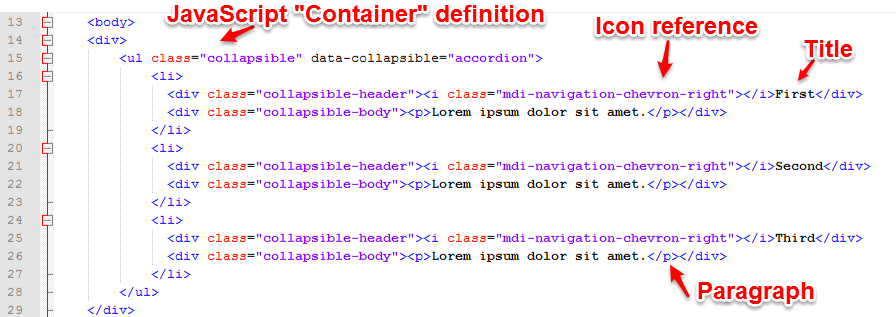 JavaScript "Container" definition
Icon reference
Title
13 <body>
14 <div>
15 <ul class="collapsible" data-collapsible="accordion">
16 <li>
17 <div class="collapsible-header"><i class="mdi-navigation-chevron-right"></i>First</div>
18 <div class="collapsible-body"><p>Lorem ipsum dolor sit amet.</p></div>
19 </li>
20 <li>
21 <div class="collapsible-header"><i class="mdi-navigation-chevron-right"></i>Second</div>
22 <div class="collapsible-body"><p>Lorem ipsum dolor sit amet.</p></div>
23 </li>
24 <li>
25 <div class="collapsible-header"><i class="mdi-navigation-chevron-right"></i>Third</div>
26 <div class="collapsible-body"><p>Lorem ipsum dolor sit amet.</p></div>
27 </li>
28 </ul>
29 </div>
Paragraph